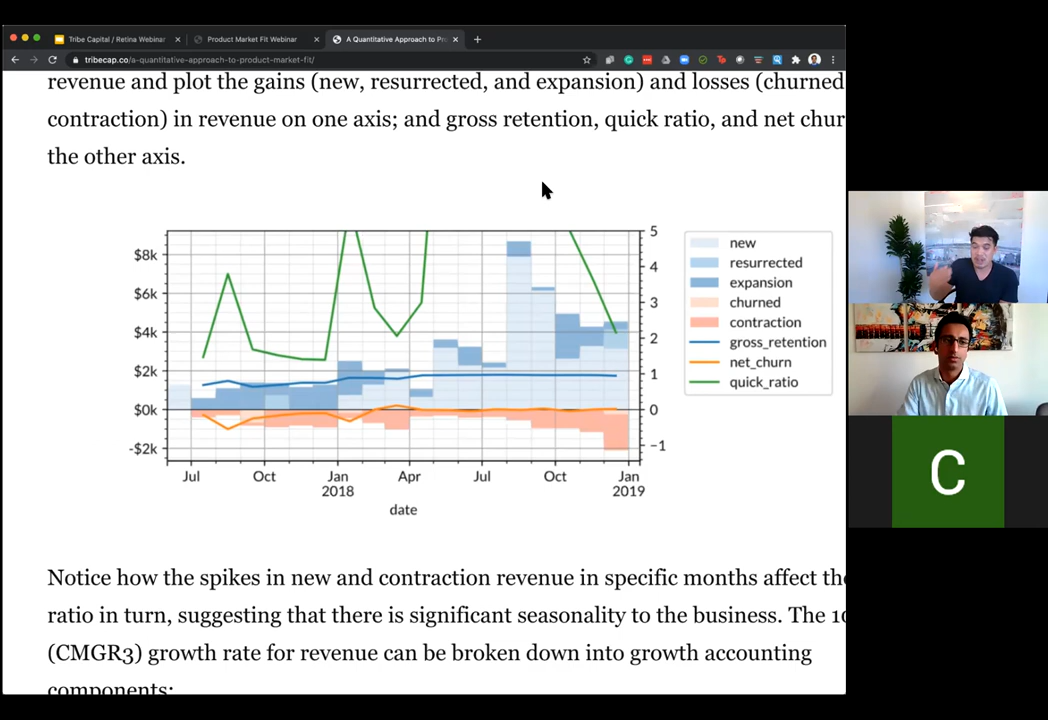 Tribe Capital / Retina Webinar
Product Market Fit Webinar
A Quantitative Approach to Pr
tribecap.co/a-quantitative-approach-to-product-market-fit/
revenue and plot the gains (new, resurrected, and expansion) and losses (churned
contraction) in revenue on one axis; and gross retention, quick ratio, and net chur
the other axis.
$8k
$6k
$4k
$2k
$0k
-$2k
5
4
3
2
1
0
−1
new
resurrected
expansion
churned
contraction
gross_retention
net_churn
quick_ratio
Jul Oct Jan Apr Jul Oct Jan
2018 2019
date
Notice how the spikes in new and contraction revenue in specific months affect the
ratio in turn, suggesting that there is significant seasonality to the business. The 10
(CMGR3) growth rate for revenue can be broken down into growth accounting
components:
C